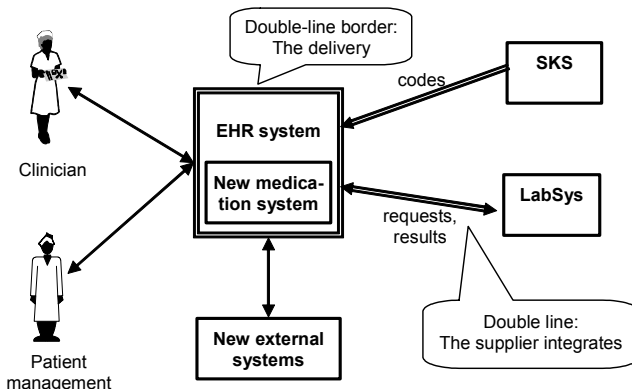 Double-line border:
The delivery
SKS
codes
EHR system
Clinician
New medica-
tion system
LabSys
requests,
results
Double line:
The supplier integrates
New external
systems
Patient
management